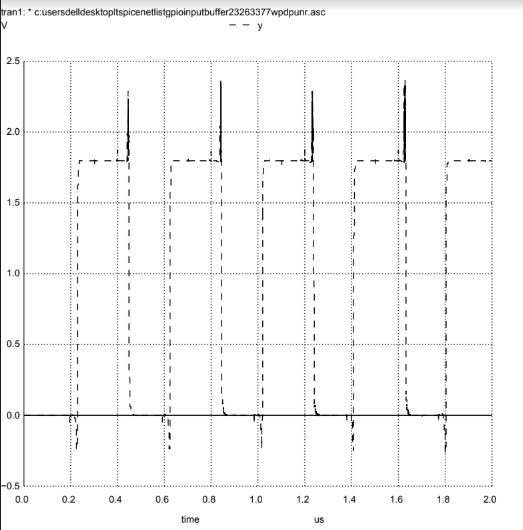 tran1: * c:usersdelldesktopltspicenetlistgpioinputbuffer23263377wpdpunr.asc
V
y
2.5
2.0
1.5
1.0
0.5
0.0
−0.5
0.0 0.2 0.4 0.6 0.8 1.0 1.2 1.4 1.6 1.8 2.0
time us